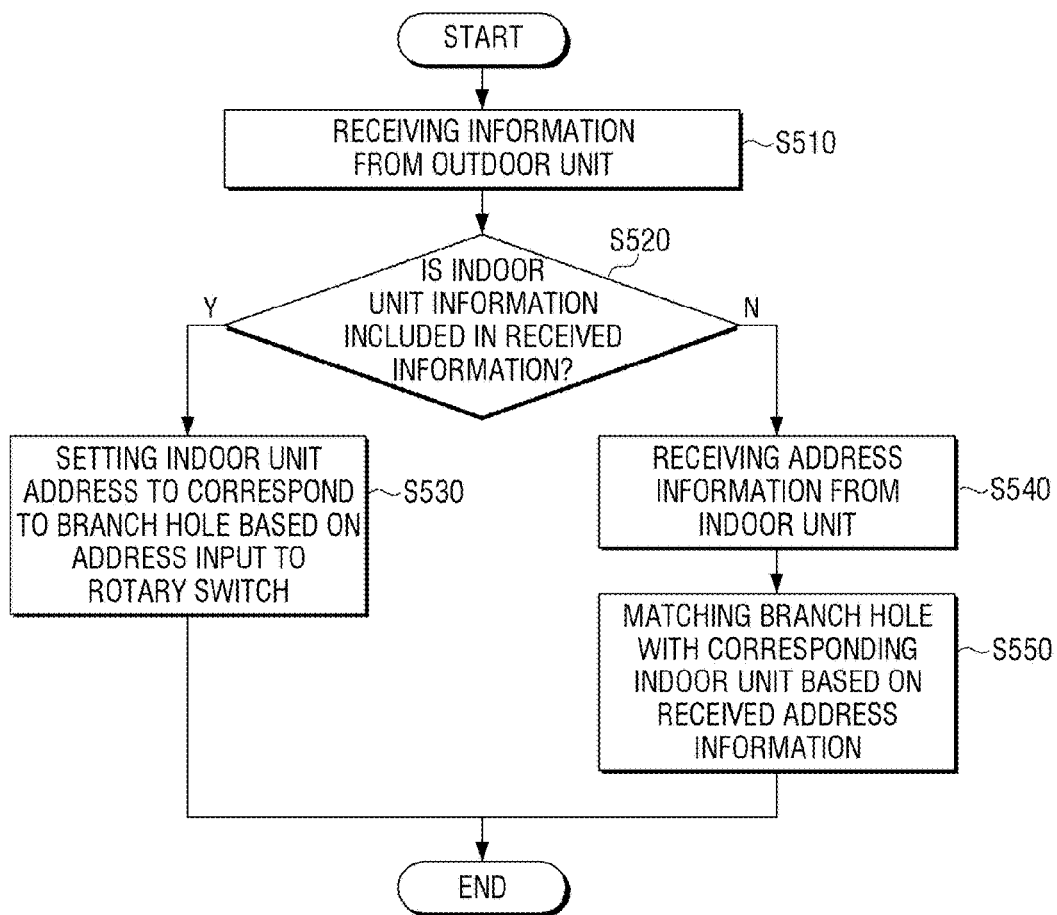 START
RECEIVING INFORMATION
FROM OUTDOOR UNIT
S510
S520
IS INDOOR
UNIT INFORMATION
INCLUDED IN RECEIVED
INFORMATION?
Y
N
SETTING INDOOR UNIT
ADDRESS TO CORRESPOND
TO BRANCH HOLE BASED ON
ADDRESS INPUT TO
ROTARY SWITCH
S530
RECEIVING ADDRESS
INFORMATION FROM
INDOOR UNIT
S540
MATCHING BRANCH HOLE
WITH CORRESPONDING
INDOOR UNIT BASED ON
RECEIVED ADDRESS
INFORMATION
S550
END